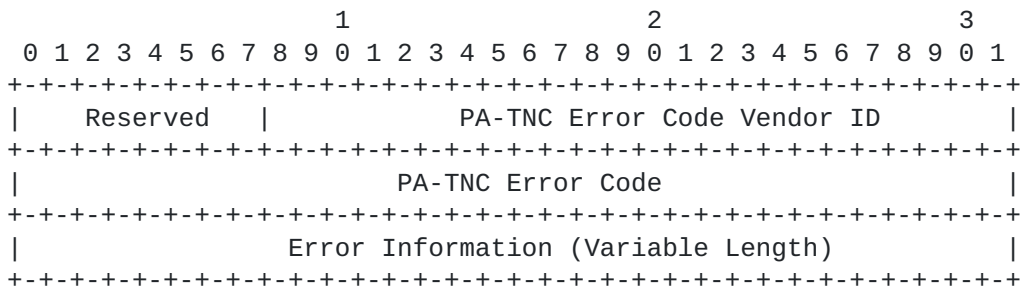 1                   2                   3
 0 1 2 3 4 5 6 7 8 9 0 1 2 3 4 5 6 7 8 9 0 1 2 3 4 5 6 7 8 9 0 1
+-+-+-+-+-+-+-+-+-+-+-+-+-+-+-+-+-+-+-+-+-+-+-+-+-+-+-+-+-+-+-+-+
|    Reserved   |            PA-TNC Error Code Vendor ID        |
+-+-+-+-+-+-+-+-+-+-+-+-+-+-+-+-+-+-+-+-+-+-+-+-+-+-+-+-+-+-+-+-+
|                        PA-TNC Error Code                      |
+-+-+-+-+-+-+-+-+-+-+-+-+-+-+-+-+-+-+-+-+-+-+-+-+-+-+-+-+-+-+-+-+
|                 Error Information (Variable Length)           |
+-+-+-+-+-+-+-+-+-+-+-+-+-+-+-+-+-+-+-+-+-+-+-+-+-+-+-+-+-+-+-+-+